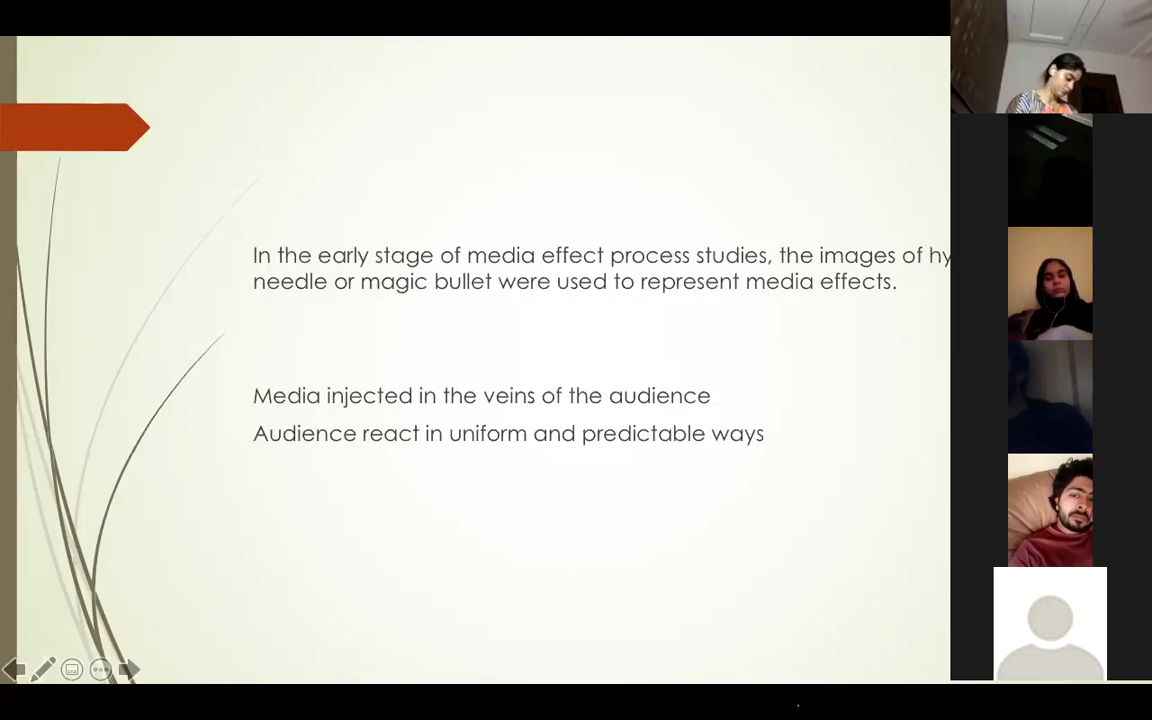 In the early stage of media effect process studies, the images of hy
needle or magic bullet were used to represent media effects.
Media injected in the veins of the audience
Audience react in uniform and predictable ways